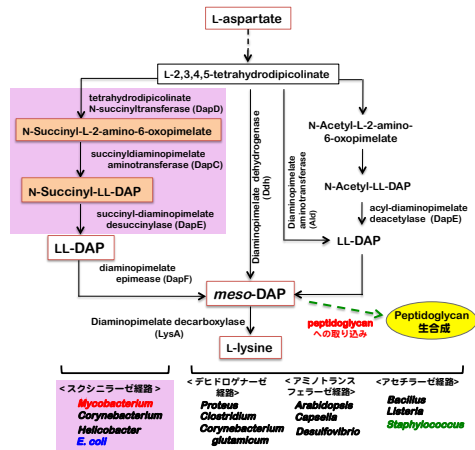 L-aspartate
L-2,3,4,5-tetrahydrodipicolinate
tetrahydrodipicolinate
N-succinyltransferase (DapD)
N-Succinyl-L-2-amino-6-oxopimelate
succinyldiaminopimelate
aminotransferase (DapC)
N-Succinyl-LL-DAP
succinyl-diaminopimelate
desuccinylase (DapE)
LL-DAP
diaminopimelate
epimease (DapF)
Diaminopimelate dehydrogenase
(Ddh)
Diaminopimelate
aminotransferase (Ald)
N-Acetyl-L-2-amino-
6-oxopimelate
N-Acetyl-LL-DAP
acyl-diaminopimelate
deacetylase (DapE)
LL-DAP
meso-DAP
peptidoglycan
への取り込み
Peptidoglycan
生合成
Diaminopimelate decarboxylase
(LysA)
L-lysine
<スクシニラーゼ経路>
Mycobacterium
Corynebacterium
Helicobacter
E. coli
<デヒドロゲナーゼ
経路>
Proteus
Clostridium
Corynebacterium
glutamicum
<アミノトランス
フェラーゼ経路>
Arabidopsis
Capsella
Desulfovibrio
<アセチラーゼ経路>
Bacillus
Listeria
Staphylococcus